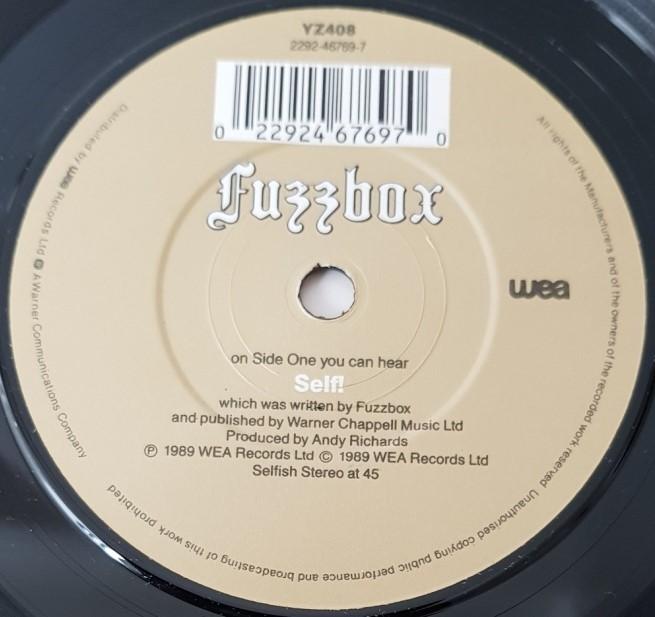 YZ408
2292-46769-7
0 22924 67697 0
Fuzzbox
wea
on Side One you can hear
Self!
which was written by Fuzzbox
and published by Warner Chappell Music Ltd
Produced by Andy Richards
℗ 1989 WEA Records Ltd © 1989 WEA Records Ltd
Selfish Stereo at 45
All rights of the Manufacturers and of the owners of the recorded work reserved Unauthorised copying public performance and broadcasting of this work prohibited
Distributed by wea Records Ltd A Warner Communications Company